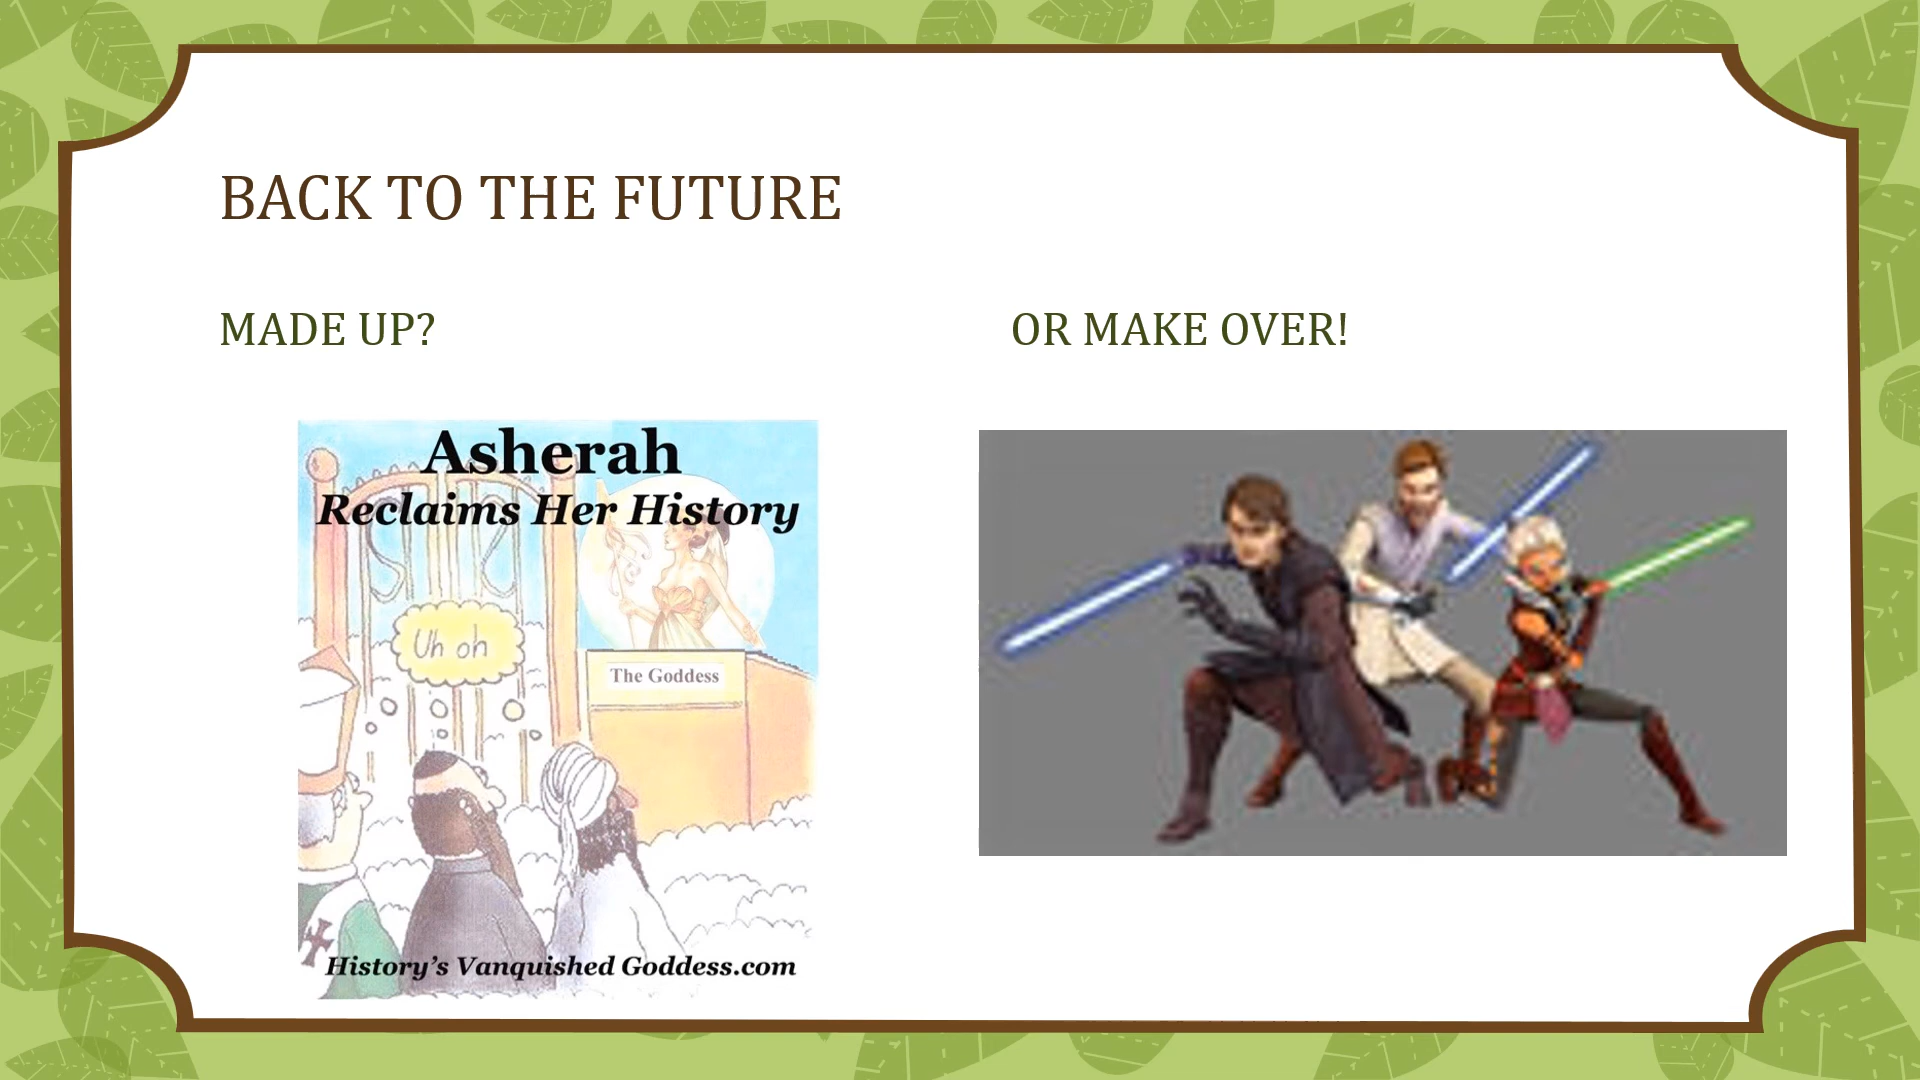 BACK TO THE FUTURE
MADE UP?
OR MAKE OVER!
Asherah
Reclaims Her History
Uh oh
The Goddess
History's Vanquished Goddess.com